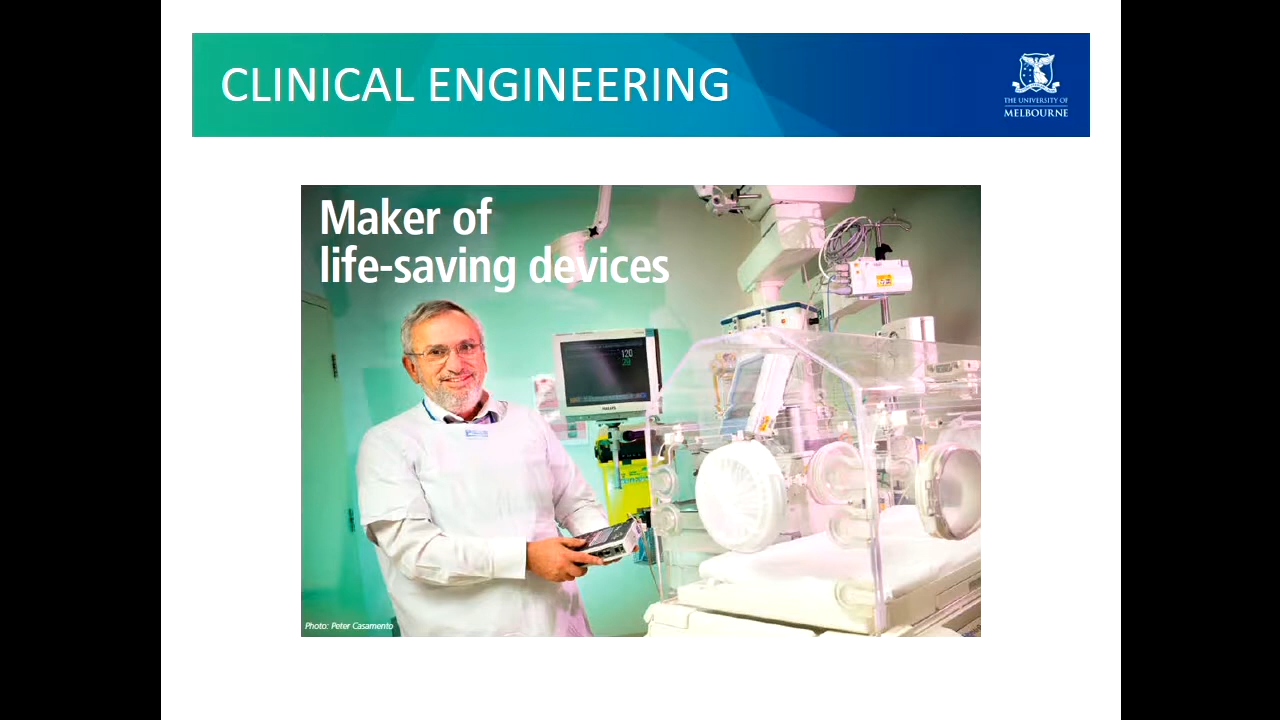 CLINICAL ENGINEERING
THE UNIVERSITY OF
MELBOURNE
Maker of
life-saving devices
120
PHILIPS
Photo: Peter Casamento